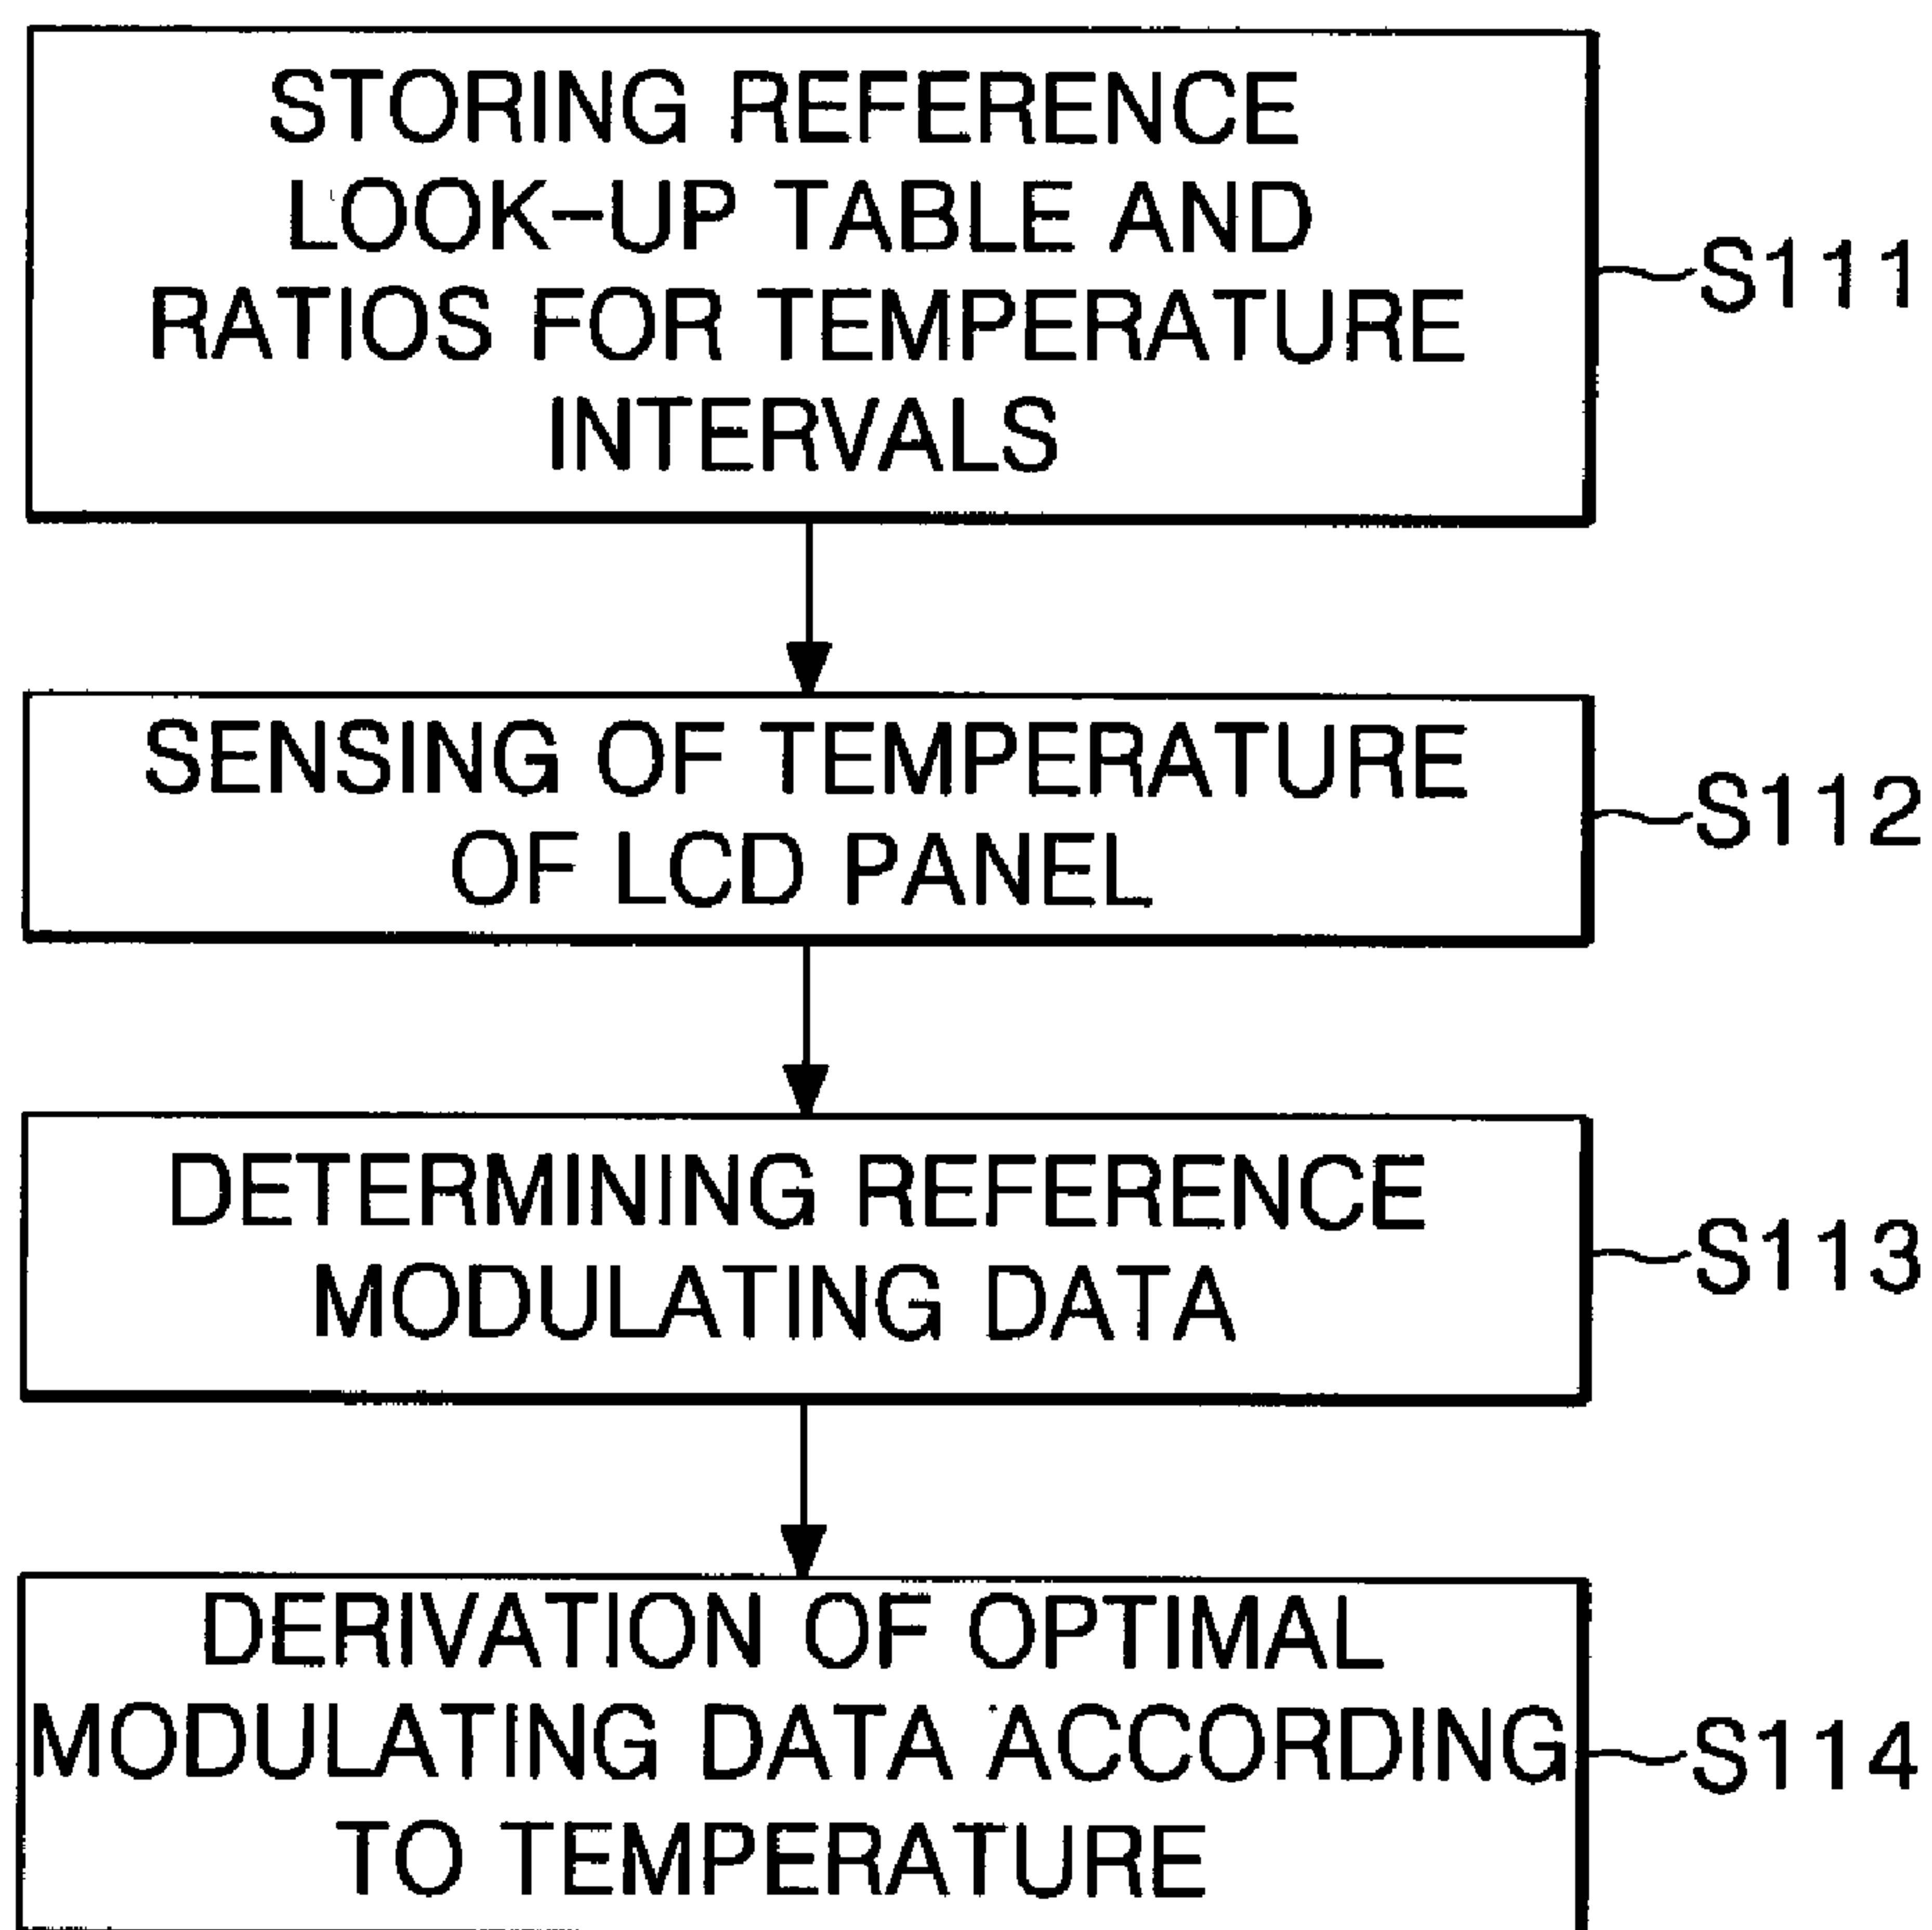 STORING REFERENCE
LOOK-UP TABLE AND
RATIOS FOR TEMPERATURE
INTERVALS
S111
SENSING OF TEMPERATURE
OF LCD PANEL
S112
DETERMINING REFERENCE
MODULATING DATA
S113
DERIVATION OF OPTIMAL
MODULATING DATA ACCORDING
TO TEMPERATURE
S114